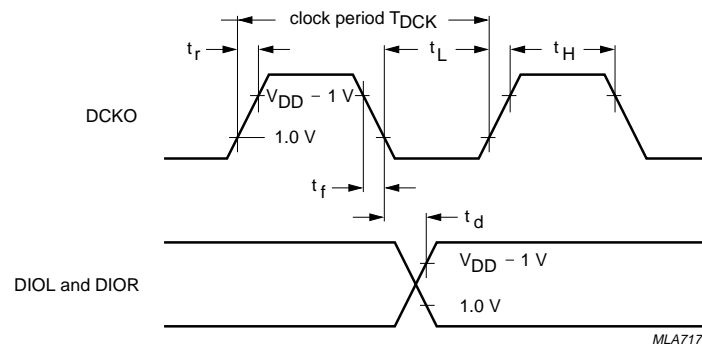 clock period TDCK
tr
tL
tH
VDD − 1 V
DCKO
1.0 V
tf
td
VDD − 1 V
DIOL and DIOR
1.0 V
MLA717